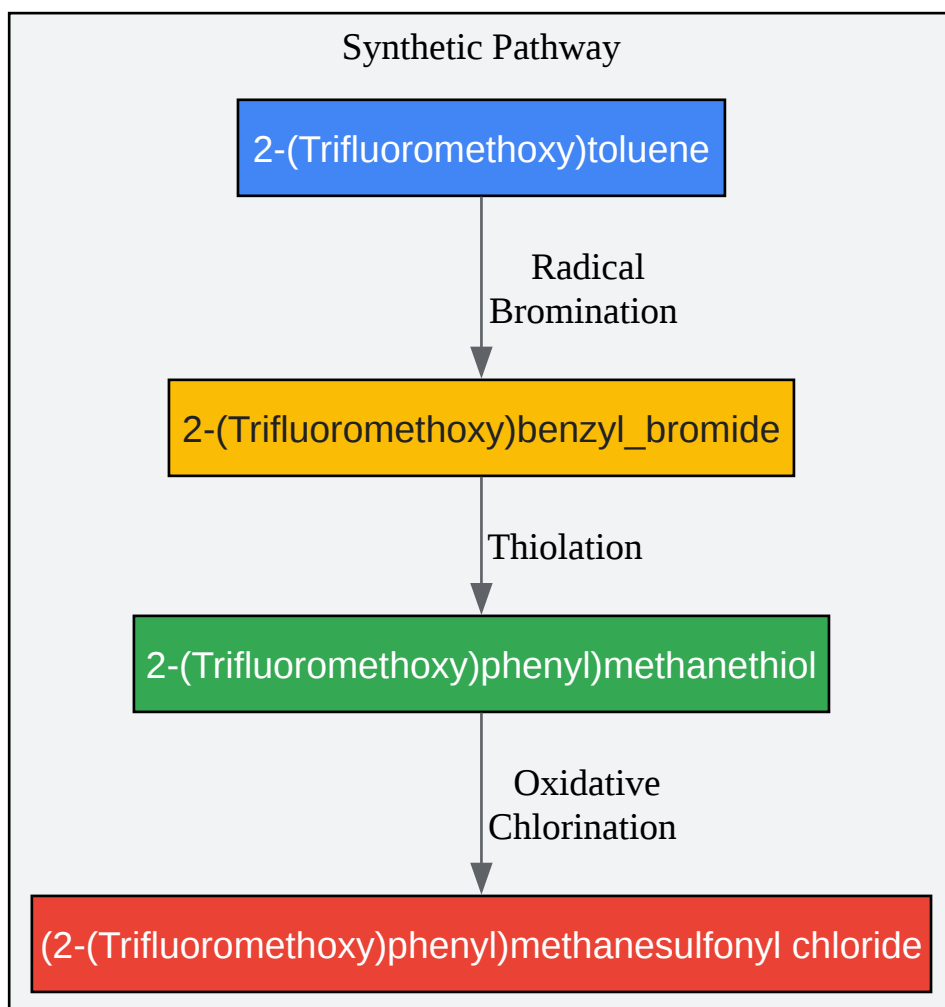 Synthetic Pathway
2-(Trifluoromethoxy)toluene
Radical
Bromination
2-(Trifluoromethoxy)benzyl_bromide
Thiolation
2-(Trifluoromethoxy)phenyl)methanethiol
Oxidative
Chlorination
(2-(Trifluoromethoxy)phenyl)methanesulfonyl chloride